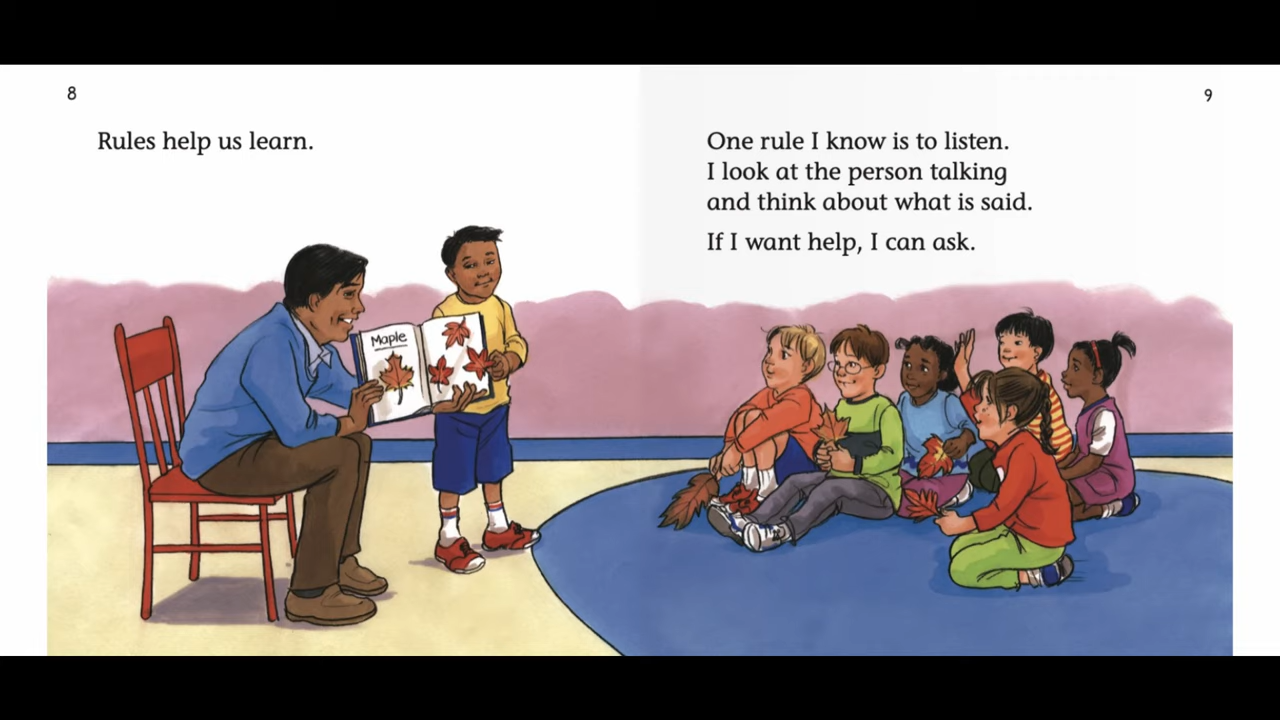 8
Rules help us learn.
Maple
9
One rule I know is to listen.
I look at the person talking
and think about what is said.
If I want help, I can ask.